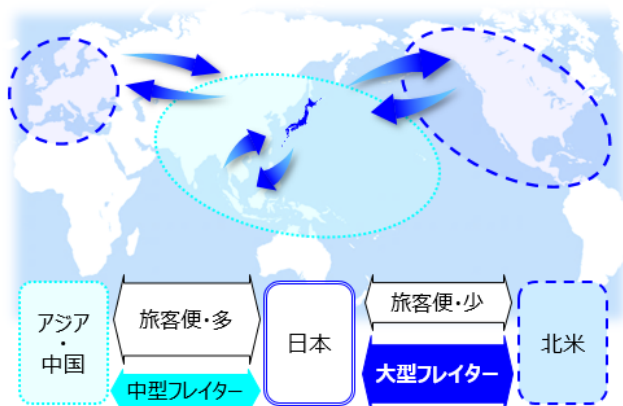 アジア
・
中国
旅客便・多
中型フレイター
日本
旅客便・少
大型フレイター
北米